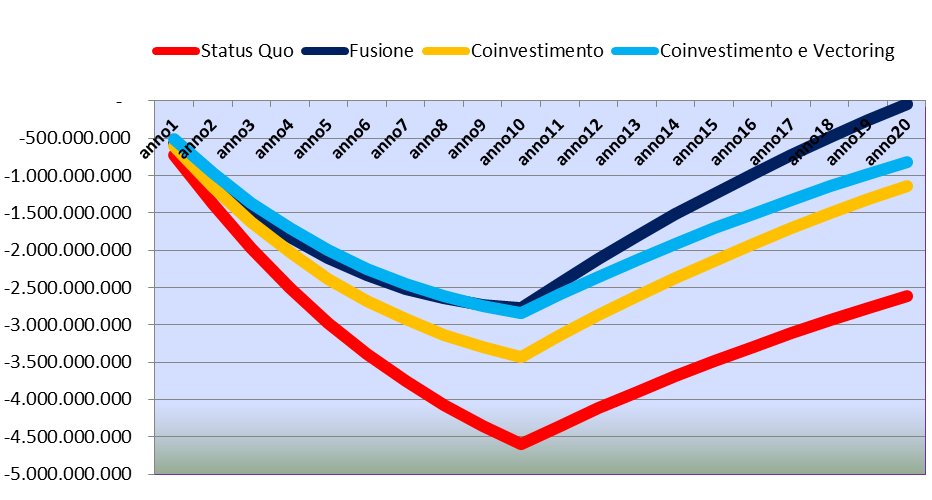 Status Quo Fusione Coinvestimento Coinvestimento e Vectoring
-
-500.000.000
-1.000.000.000
-1.500.000.000
-2.000.000.000
-2.500.000.000
-3.000.000.000
-3.500.000.000
-4.000.000.000
-4.500.000.000
-5.000.000.000
anno1
anno2
anno3
anno4
anno5
anno6
anno7
anno8
anno9
anno10
anno11
anno12
anno13
anno14
anno15
anno16
anno17
anno18
anno19
anno20